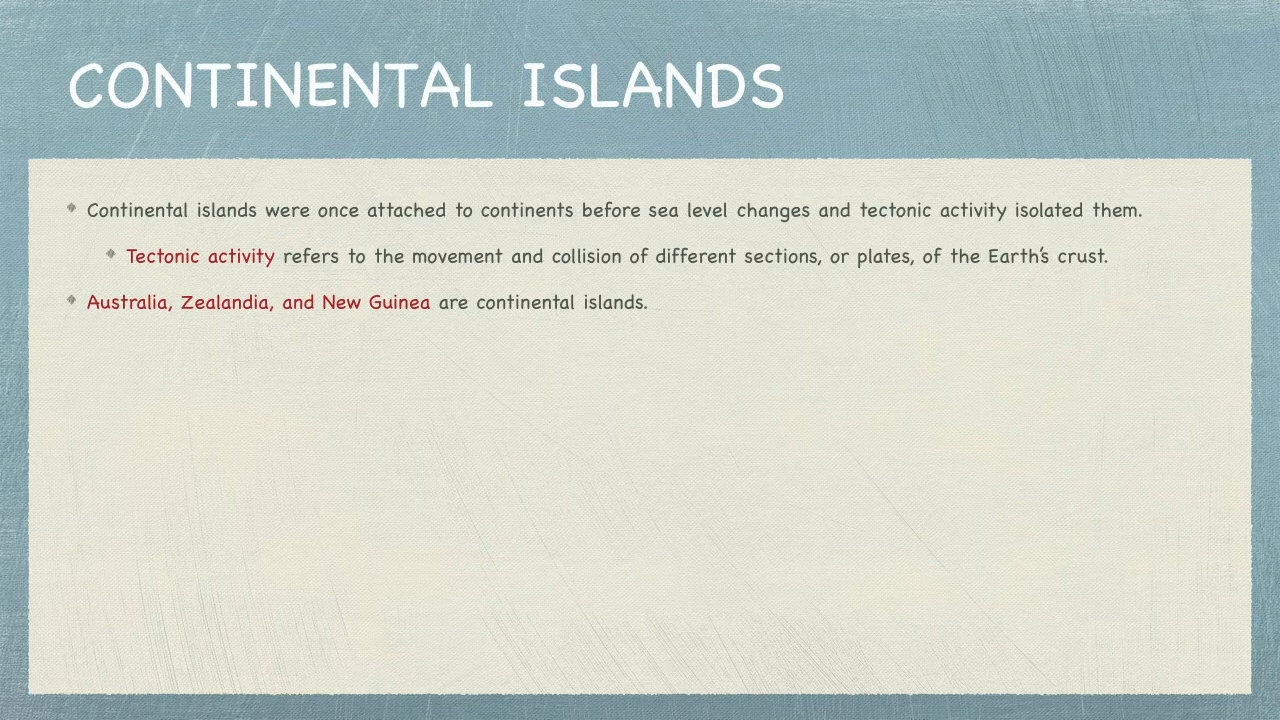 CONTINENTAL ISLANDS
Continental islands were once attached to continents before sea level changes and tectonic activity isolated them.
Tectonic activity refers to the movement and collision of different sections, or plates, of the Earth's crust.
Australia, Zealandia, and New Guinea are continental islands.